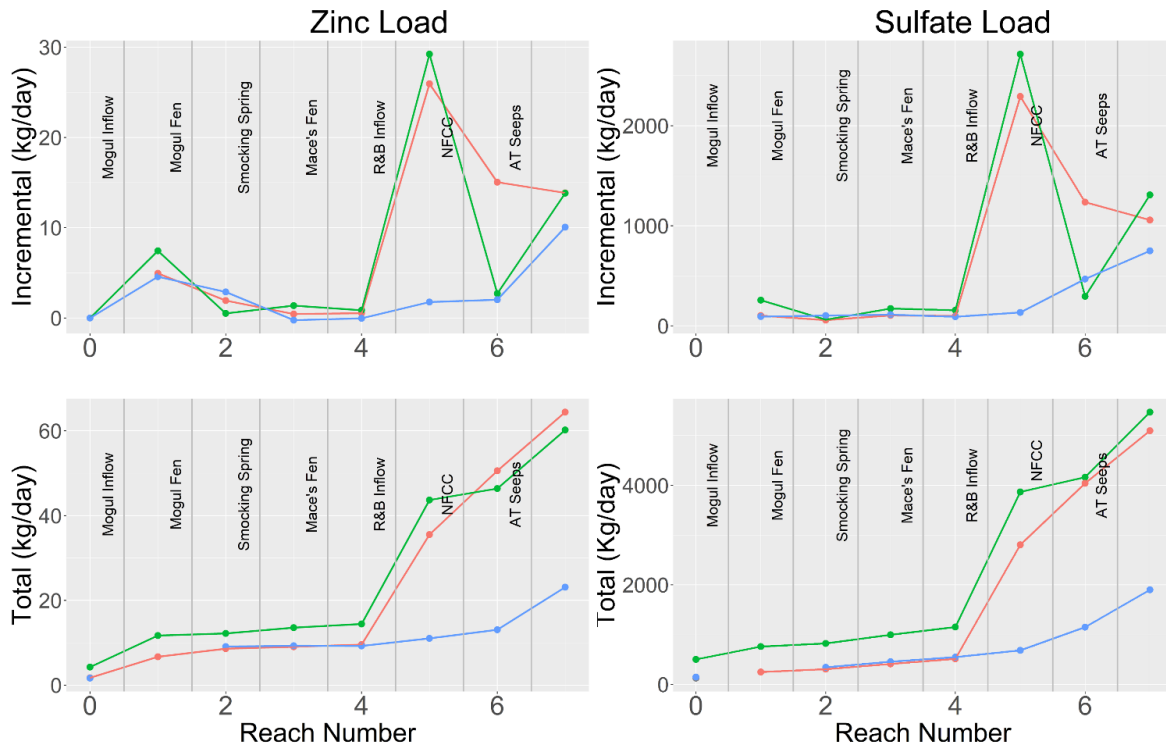 Zinc Load
Sulfate Load
Incremental (kg/day)
30
20
10
0
Mogul Inflow
Mogul Fen
Smocking Spring
Mace's Fen
R&B Inflow
NFCC
AT Seeps
0 2 4 6
Incremental (kg/day)
2000
1000
0
Mogul Inflow
Mogul Fen
Smocking Spring
Mace's Fen
R&B Inflow
NFCC
AT Seeps
0 2 4 6
Total (kg/day)
60
40
20
0
Mogul Inflow
Mogul Fen
Smocking Spring
Mace's Fen
R&B Inflow
NFCC
AT Seeps
0 2 4 6
Reach Number
Total (Kg/day)
4000
2000
0
Mogul Inflow
Mogul Fen
Smocking Spring
Mace's Fen
R&B Inflow
NFCC
AT Seeps
0 2 4 6
Reach Number